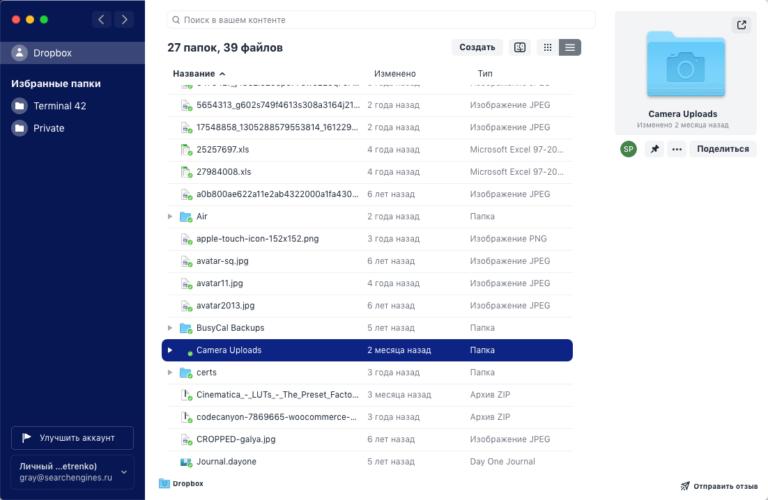 Dropbox
Избранные папки
Terminal 42
Private
Улучшить аккаунт
Личный ...etrenko)
gray@searchengines.ru
Поиск в вашем контенте
27 папок, 39 файлов
Создать
Название Изменено Тип
5654313_g602s749f4613s308a3164j21... 2 года назад Изображение JPEG
17548858_1305288579553814_161229... 2 года назад Изображение JPEG
25257697.xls 4 года назад Microsoft Excel 97-20...
27984008.xls 4 года назад Microsoft Excel 97-20...
a0b800ae622a11e2ab4322000a1fa430... 6 лет назад Изображение JPEG
Air 2 года назад Папка
apple-touch-icon-152x152.png 3 года назад Изображение PNG
avatar-sq.jpg 6 лет назад Изображение JPEG
avatar11.jpg 4 года назад Изображение JPEG
avatar2013.jpg 6 лет назад Изображение JPEG
BusyCal Backups 5 лет назад Папка
Camera Uploads 2 месяца назад Папка
certs 3 года назад Папка
Cinematica_-_LUTs_-_The_Preset_Facto... 3 месяца назад Архив ZIP
codecanyon-7869665-woocommerce-... 3 года назад Архив ZIP
CROPPED-galya.jpg 6 лет назад Изображение JPEG
Journal.dayone 5 лет назад Day One Journal
Dropbox
Camera Uploads
Изменено 2 месяца назад
SP
Поделиться
Отправить отзыв